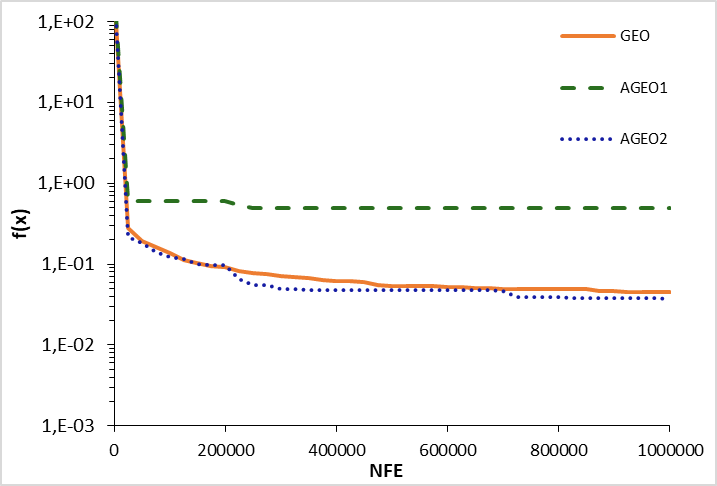 1,E+02
1,E+01
1,E+00
1,E-01
1,E-02
1,E-03
f(x)
0
200000
400000
600000
800000
1000000
NFE
GEO
AGEO1
AGEO2